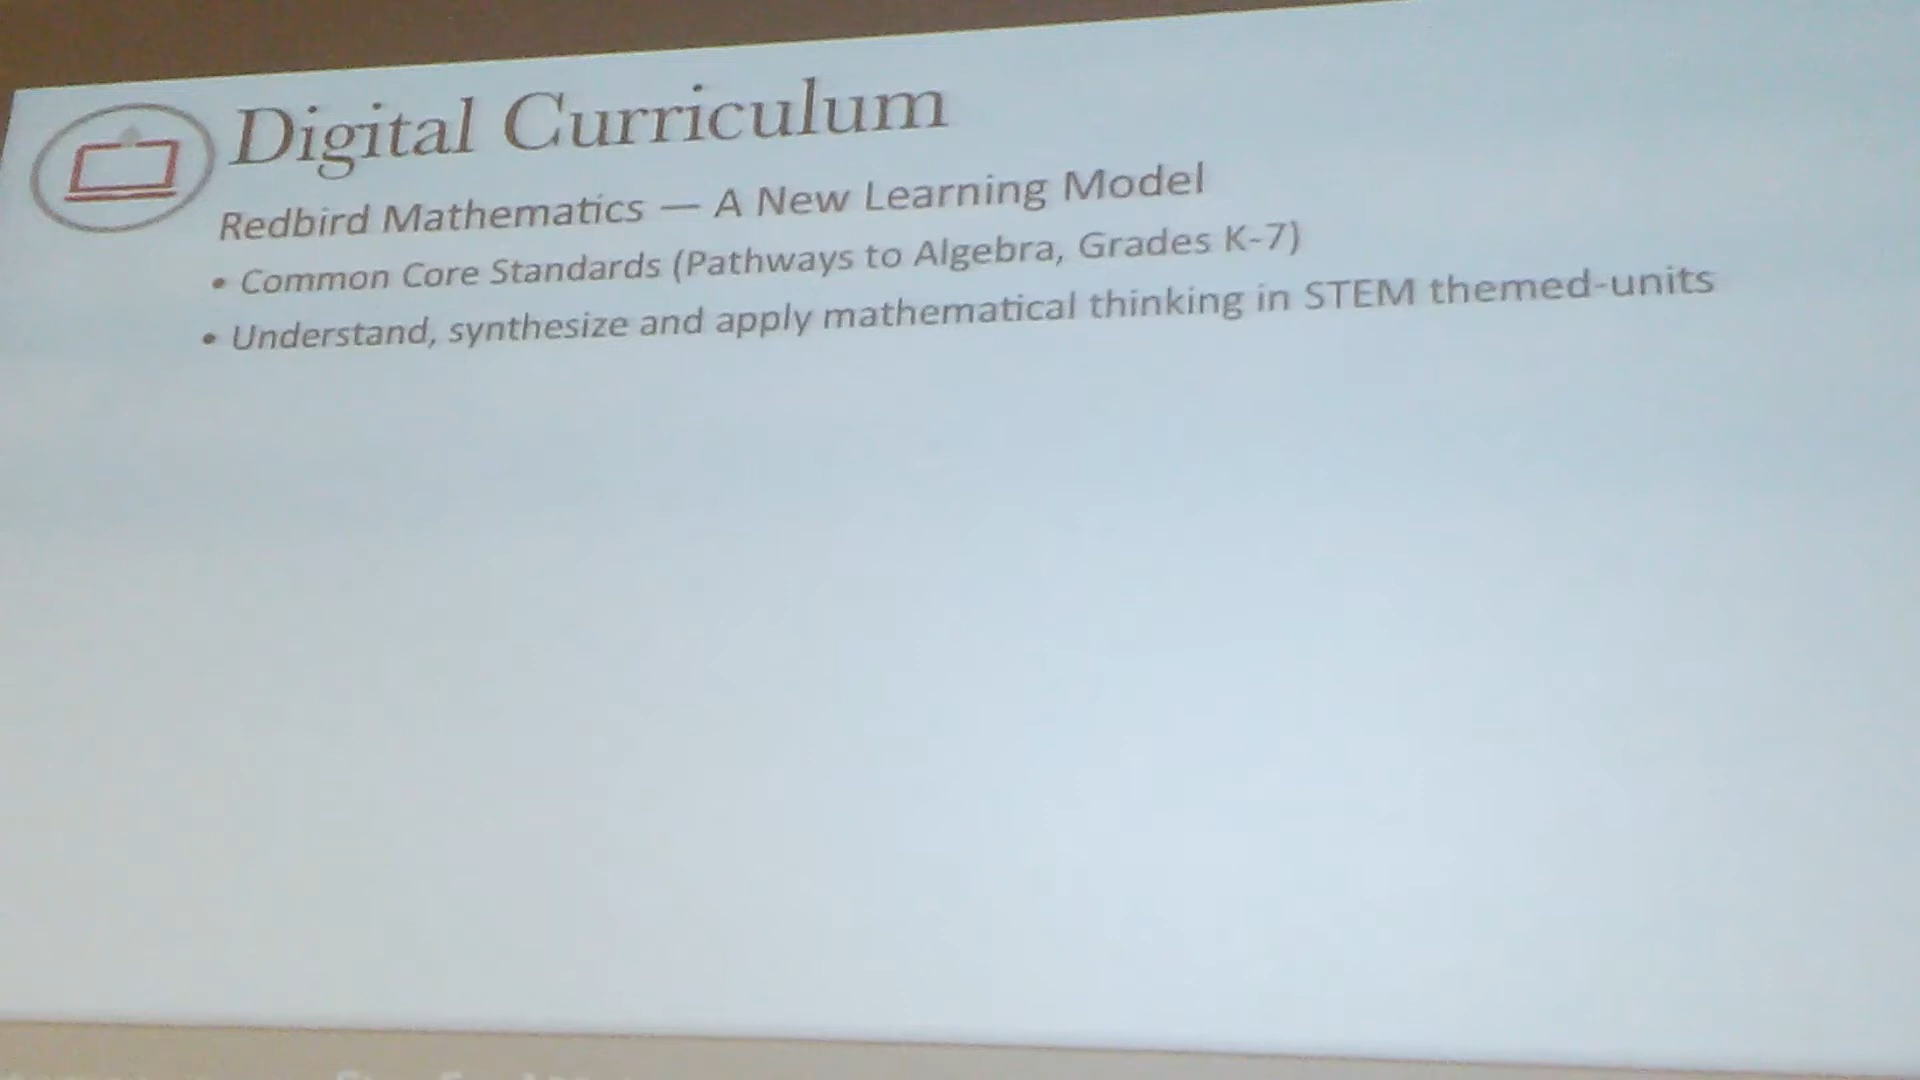 Digital Curriculum
Redbird Mathematics — A New Learning Model
• Common Core Standards (Pathways to Algebra, Grades K-7)
• Understand, synthesize and apply mathematical thinking in STEM themed-units